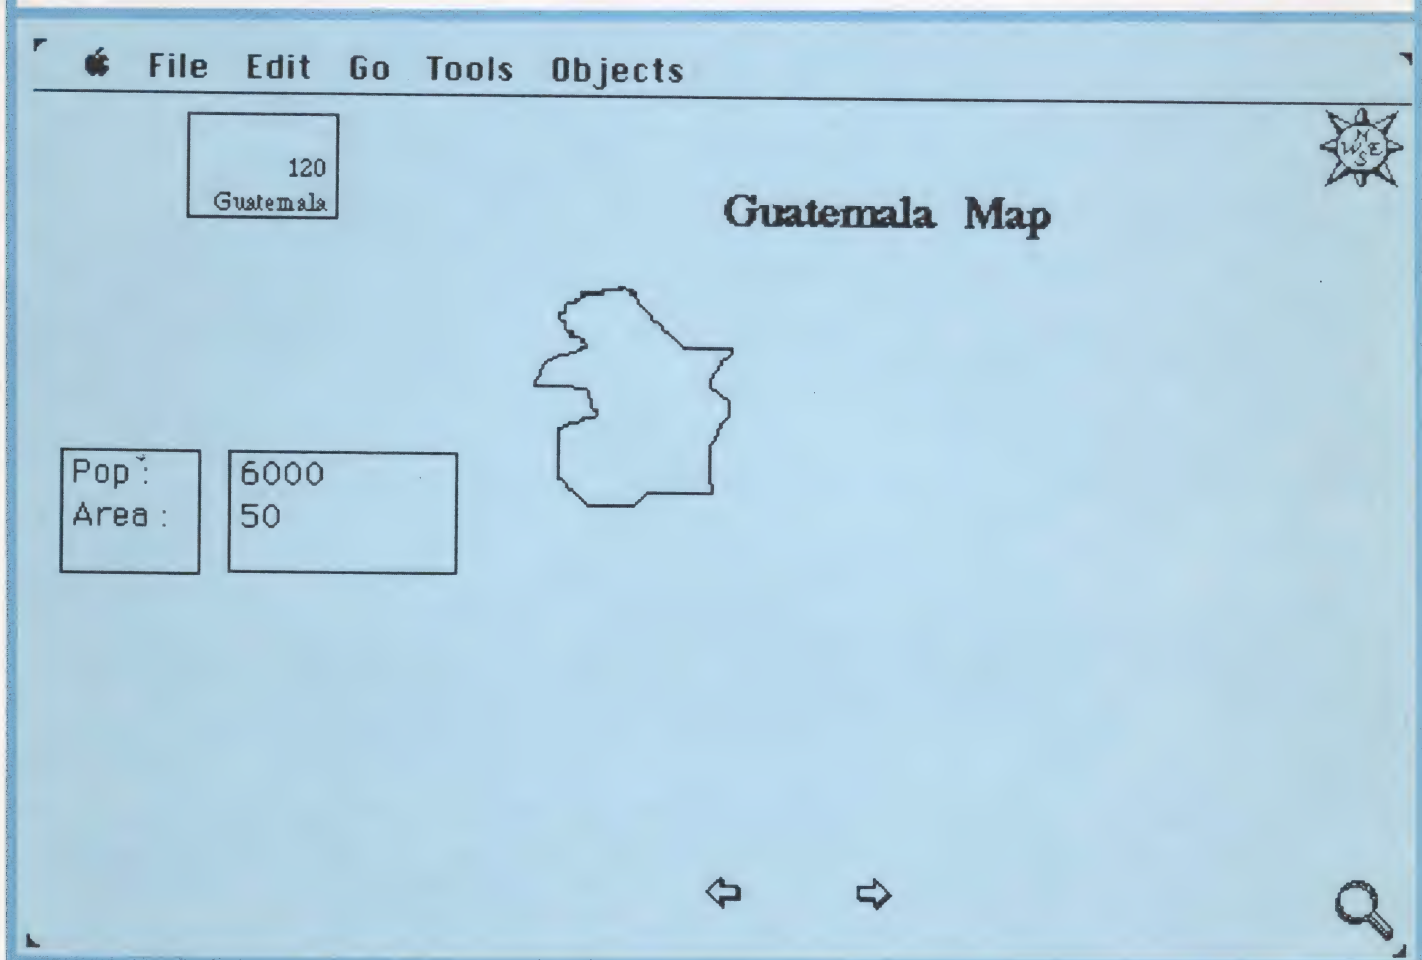 File Edit Go Tools Objects
120
Guatemala
Guatemala Map
N
W E
S
Pop :
Area :
6000
50